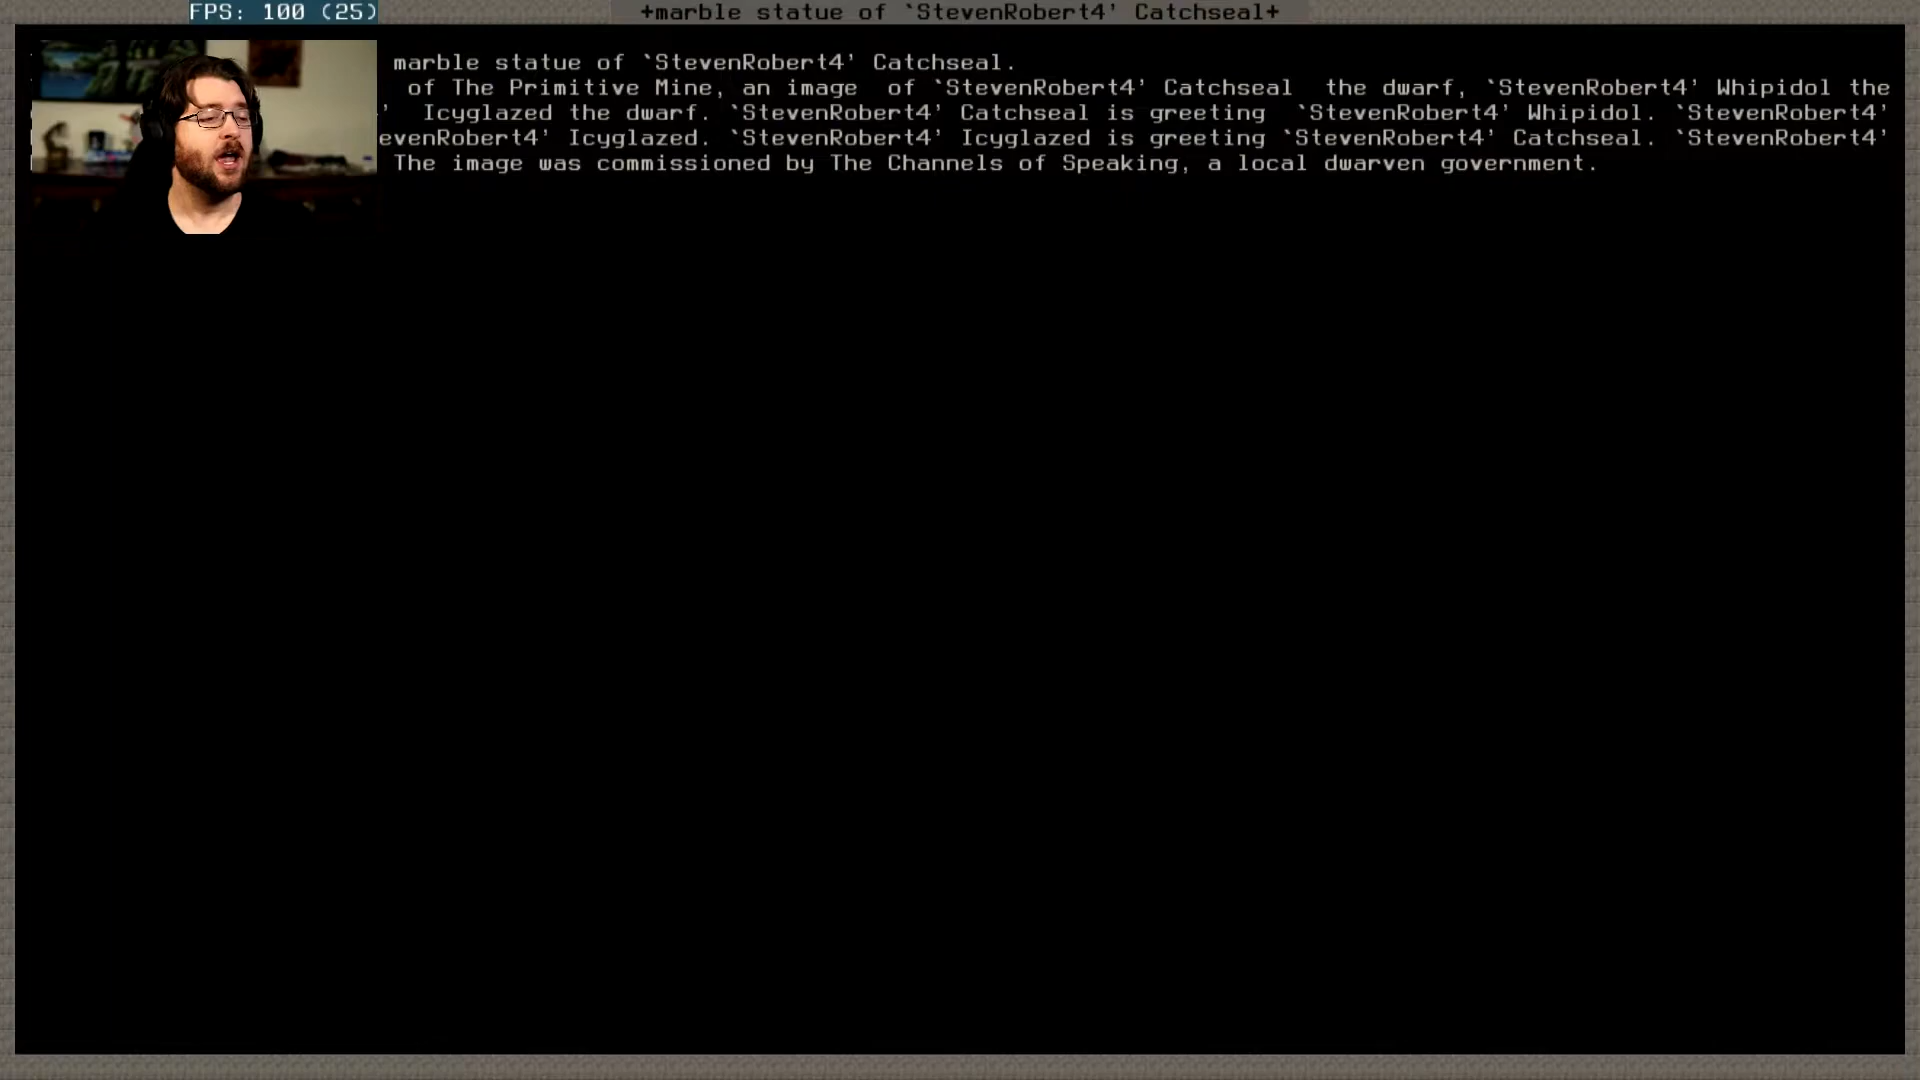 FPS: 100 (25)
+marble statue of `StevenRobert4' Catchseal+
marble statue of `StevenRobert4' Catchseal.
of The Primitive Mine, an image of `StevenRobert4' Catchseal the dwarf, `StevenRobert4' Whipidol the
' Icyglazed the dwarf. `StevenRobert4' Catchseal is greeting `StevenRobert4' Whipidol. `StevenRobert4'
evenRobert4' Icyglazed. `StevenRobert4' Icyglazed is greeting `StevenRobert4' Catchseal. `StevenRobert4'
The image was commissioned by The Channels of Speaking, a local dwarven government.